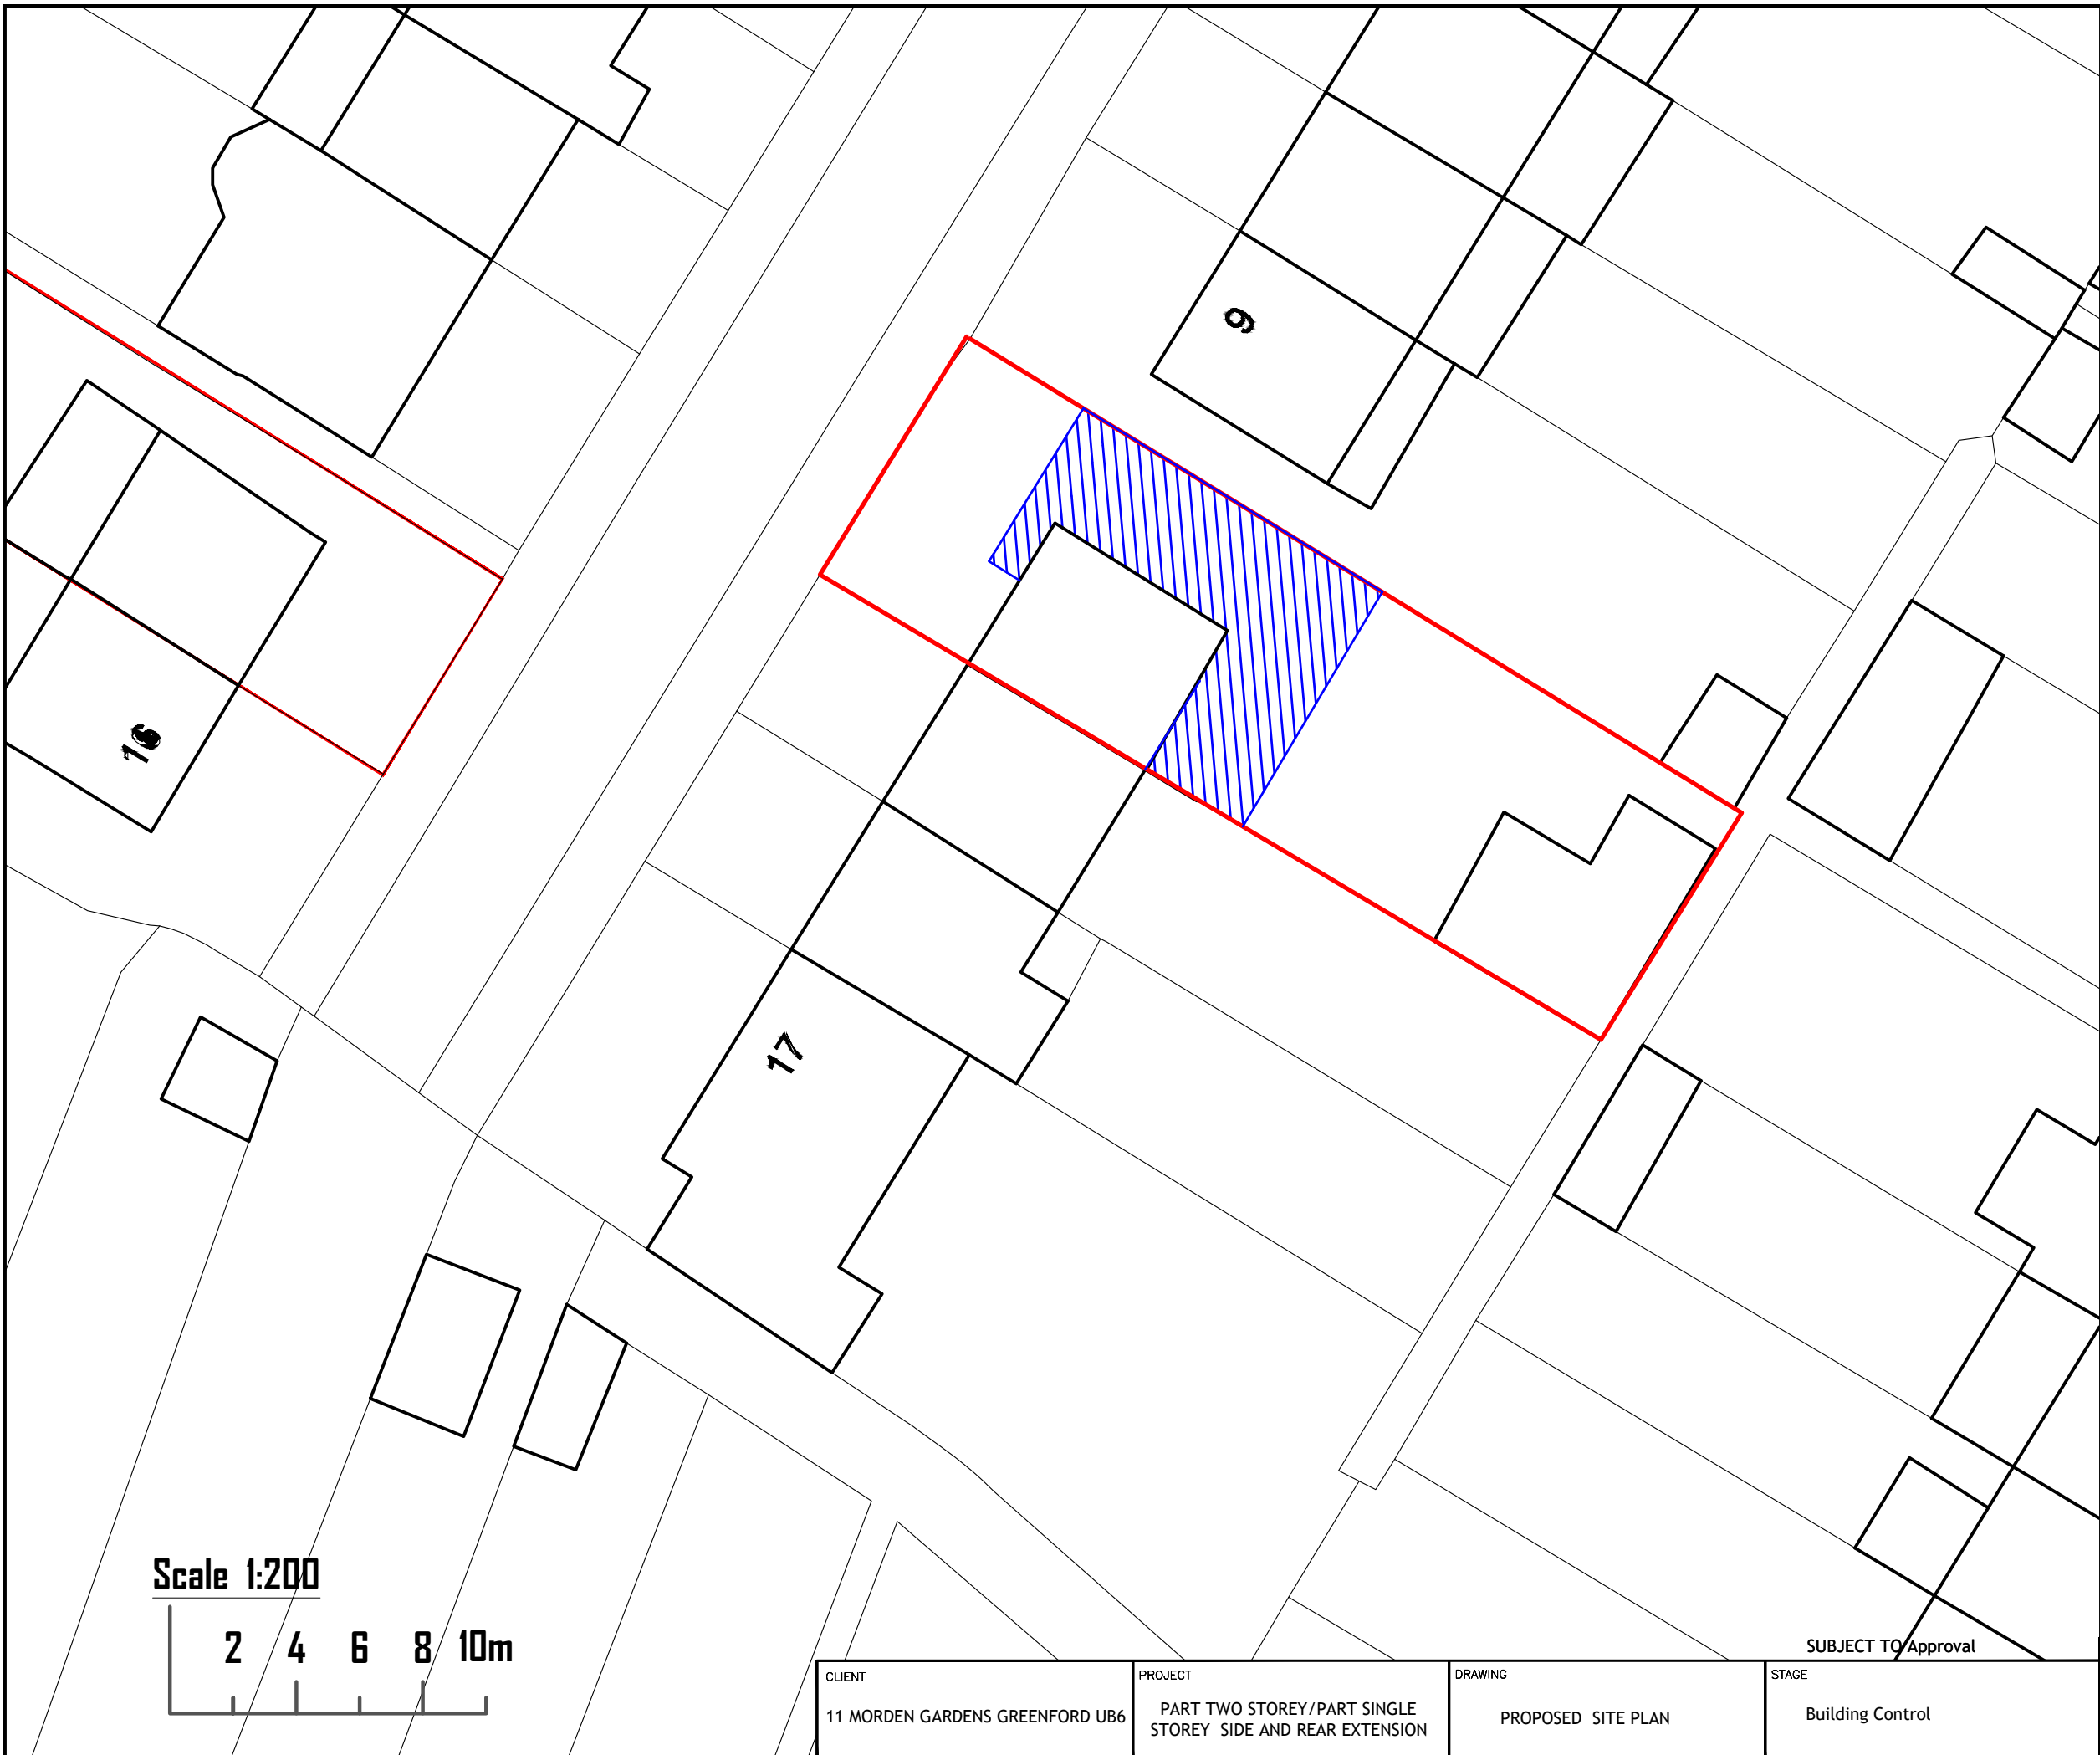 9
16
17
Scale 1:200
2 4 6 8 10m
SUBJECT TO Approval
CLIENT
11 MORDEN GARDENS GREENFORD UB6
PROJECT
PART TWO STOREY/PART SINGLE
STOREY SIDE AND REAR EXTENSION
DRAWING
PROPOSED SITE PLAN
STAGE
Building Control